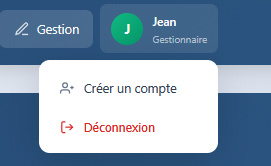 Gestion
J
Jean
Gestionnaire
Créer un compte
Déconnexion